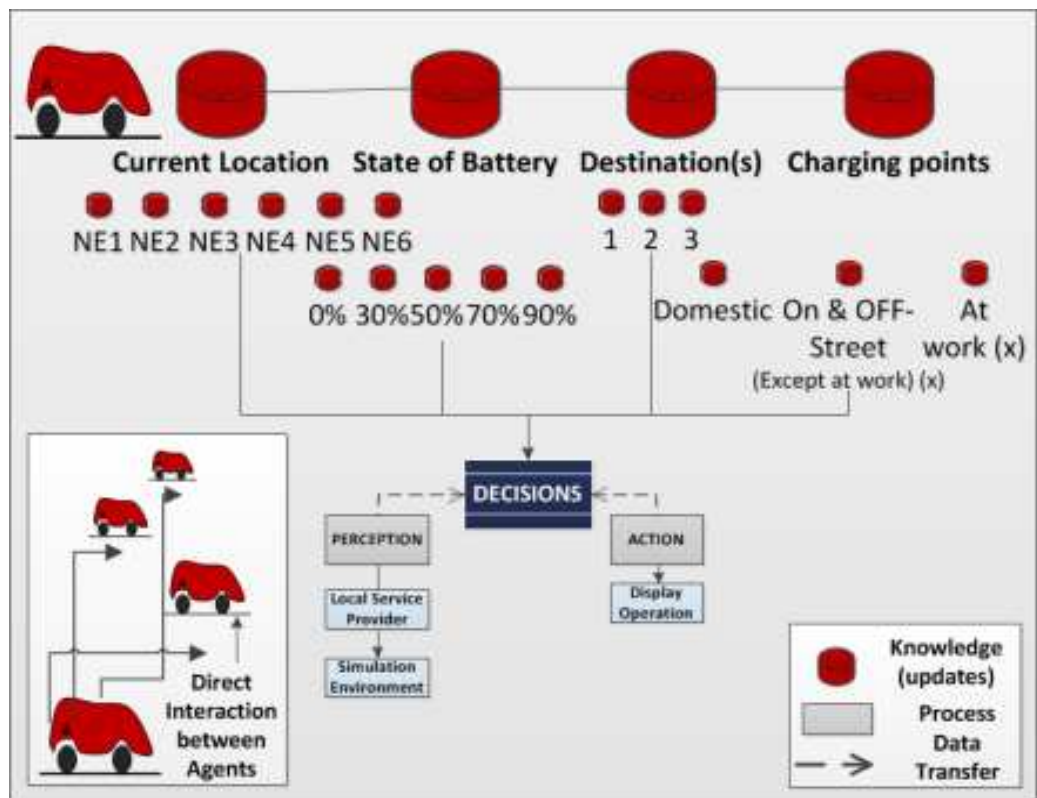 Current Location State of Battery Destination(s) Charging points
NE1 NE2 NE3 NE4 NE5 NE6
1 2 3
0% 30% 50% 70% 90%
Domestic
On & OFF-
Street
(Except at work) (x)
At
work (x)
DECISIONS
PERCEPTION
Local Service
Provider
Simulation
Environment
ACTION
Display
Operation
Direct
Interaction
between
Agents
Knowledge
(updates)
Process
Data
Transfer